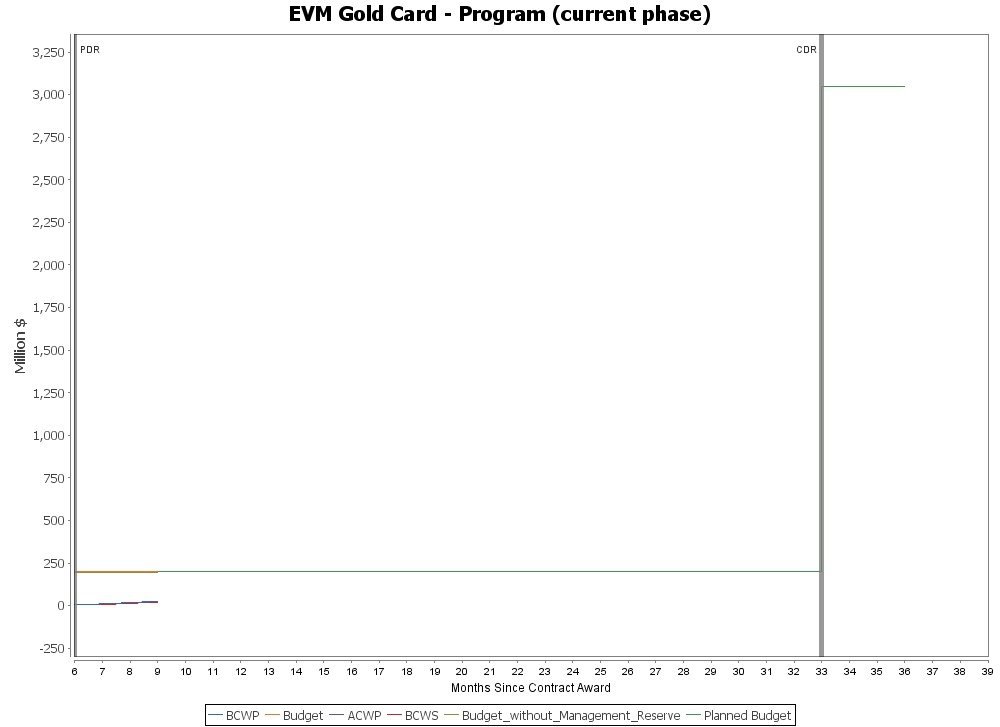 EVM Gold Card - Program (current phase)
PDR
CDR
3,250
3,000
2,750
2,500
2,250
2,000
1,750
1,500
1,250
1,000
750
500
250
0
-250
Million $
6 7 8 9 10 11 12 13 14 15 16 17 18 19 20 21 22 23 24 25 26 27 28 29 30 31 32 33 34 35 36 37 38 39
Months Since Contract Award
BCWP Budget ACWP BCWS Budget_without_Management_Reserve Planned Budget